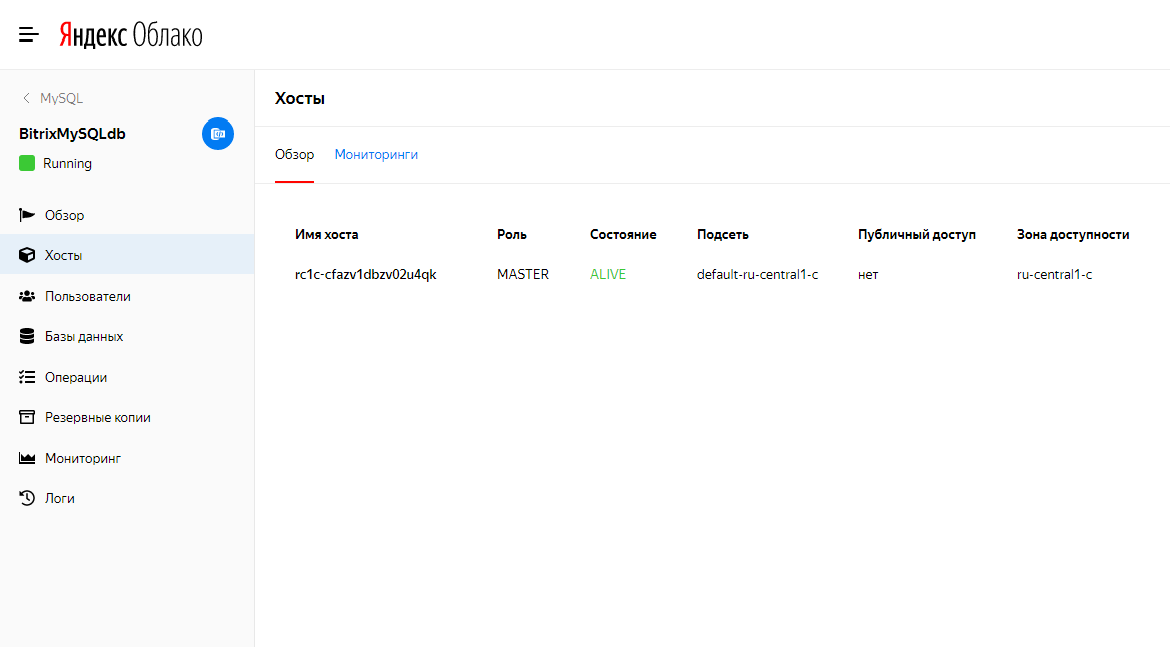 Яндекс Облако
MySQL
BitrixMySQLdb
Running
Обзор
Хосты
Пользователи
Базы данных
Операции
Резервные копии
Мониторинг
Логи
Хосты
Обзор Мониторинги
Имя хоста Роль Состояние Подсеть Публичный доступ Зона доступности
rc1c-cfazv1dbzv02u4qk MASTER ALIVE default-ru-central1-c нет ru-central1-c